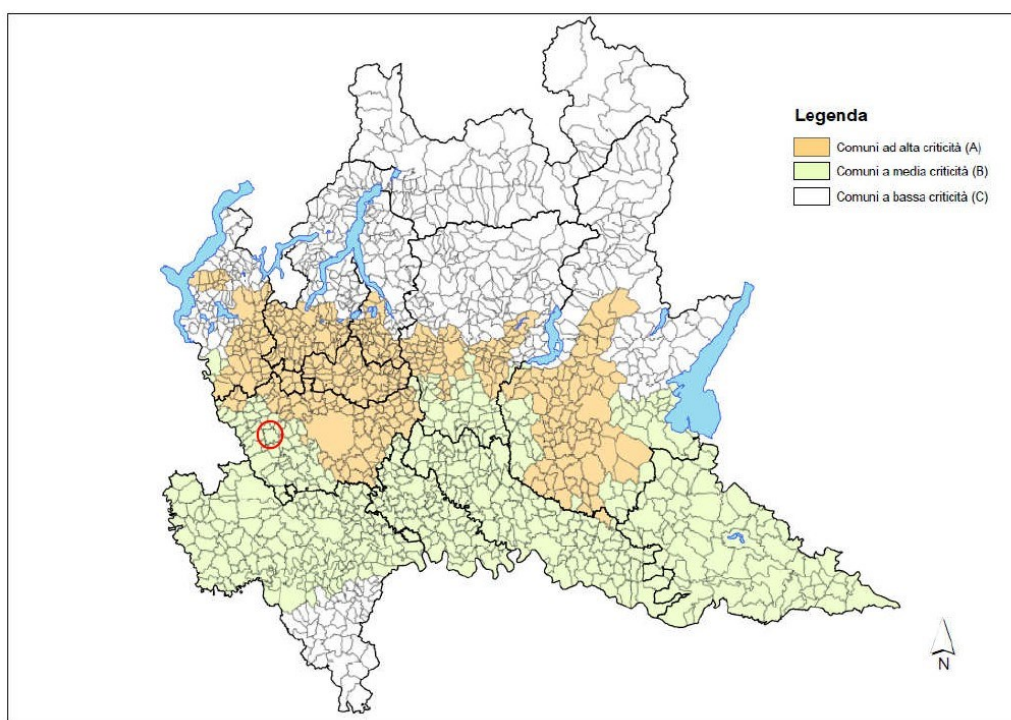 Legenda
Comuni ad alta criticità (A)
Comuni a media criticità (B)
Comuni a bassa criticità (C)
N